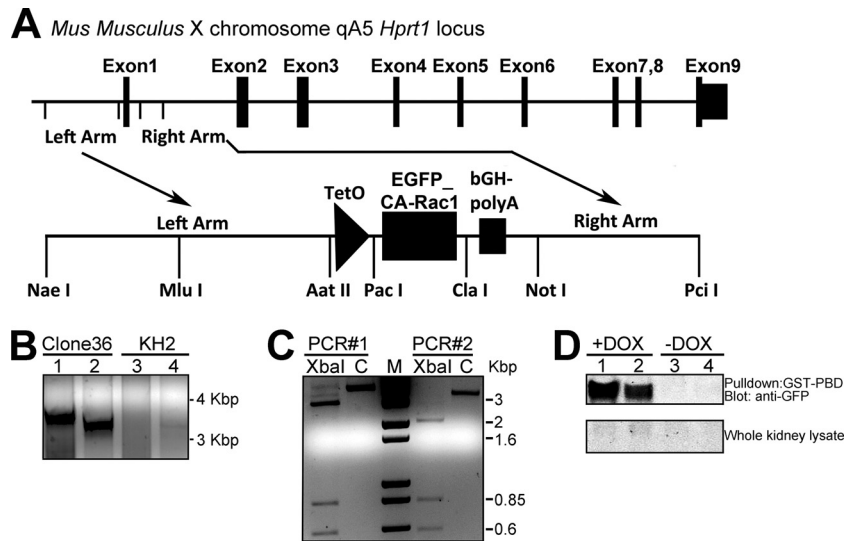 A Mus Musculus X chromosome qA5 Hprt1 locus
Exon1 Exon2 Exon3 Exon4 Exon5 Exon6 Exon7,8 Exon9
Left Arm Right Arm
TetO
EGFP_
CA-Rac1
bGH-
polyA
Left Arm Right Arm
Nae I Mlu I Aat II Pac I Cla I Not I Pci I
B
Clone36 KH2
1 2 3 4
4 Kbp
3 Kbp
C
PCR#1 PCR#2
XbaI C M XbaI C Kbp
3
2
1.6
0.85
0.6
D
+DOX -DOX
1 2 3 4
Pulldown:GST-PBD
Blot: anti-GFP
Whole kidney lysate